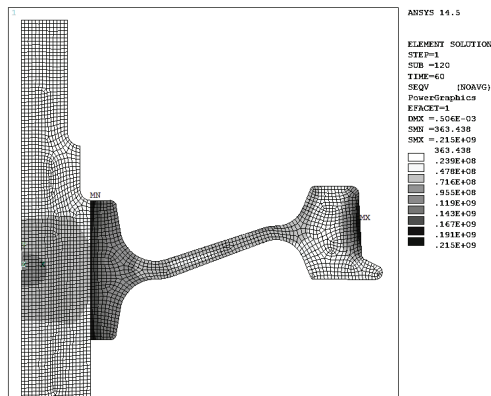 1
ANSYS 14.5
ELEMENT SOLUTION
STEP=1
SUB =120
TIME=60
SEQV (NOAVG)
PowerGraphics
EFACET=1
DMX =.506E-03
SMN =363.438
SMX =.215E+09
363.438
.239E+08
.478E+08
.716E+08
.955E+08
.119E+09
.143E+09
.167E+09
.191E+09
.215E+09
MN
MX